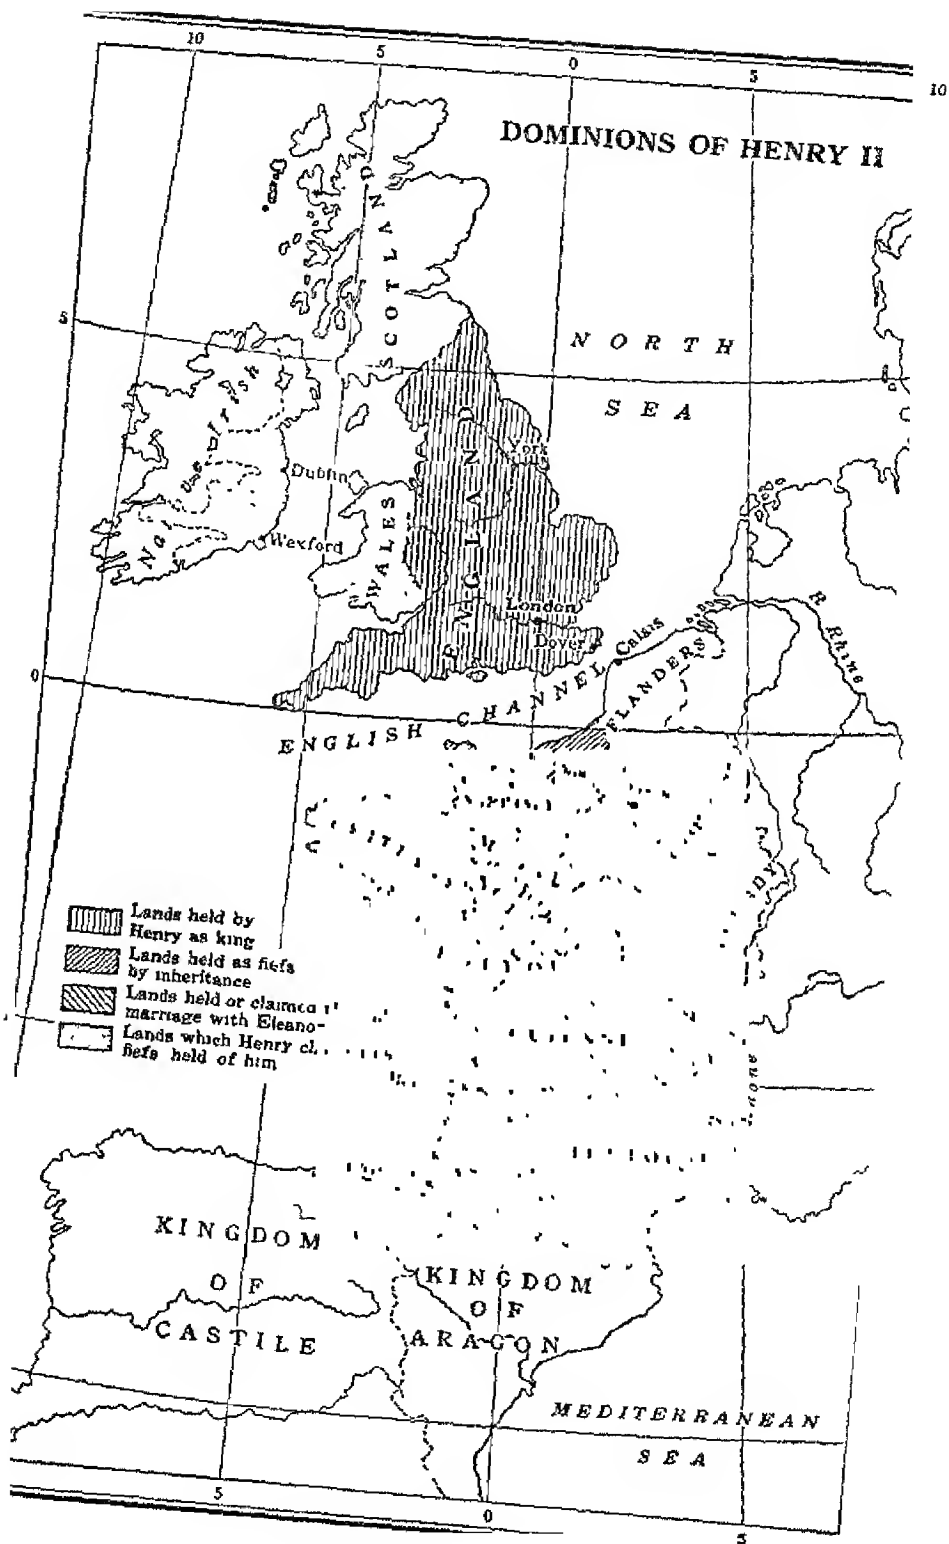 10
5
0
5
10
DOMINIONS OF HENRY II
SCOTLAND
5
NORTH
SEA
York
Dublin
Wexford
WALES
ENGLAND
London
Dover
Calais
R
Rhine
FLANDERS
0
ENGLISH CHANNEL
DY
Lands held by
Henry as king
Lands held as fiefs
by inheritance
Lands held or claimed
marriage with
Lands which Henry
fiefs held of him
KINGDOM
OF
CASTILE
KINGDOM
OF
ARAGON
MEDITERRANEAN
SEA
5
0
5